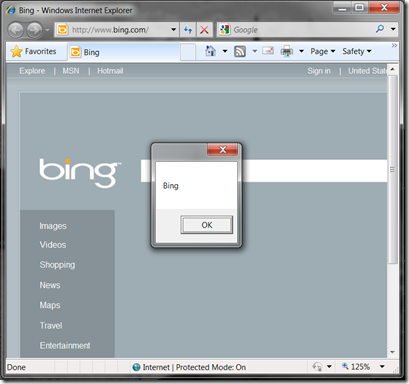 Bing - Windows Internet Explorer
http://www.bing.com/
Google
Favorites
Bing
Page
Safety
Explore | MSN | Hotmail
Sign in | United State
bing™
Bing
OK
Images
Videos
Shopping
News
Maps
Travel
Entertainment
Done
Internet | Protected Mode: On
125%